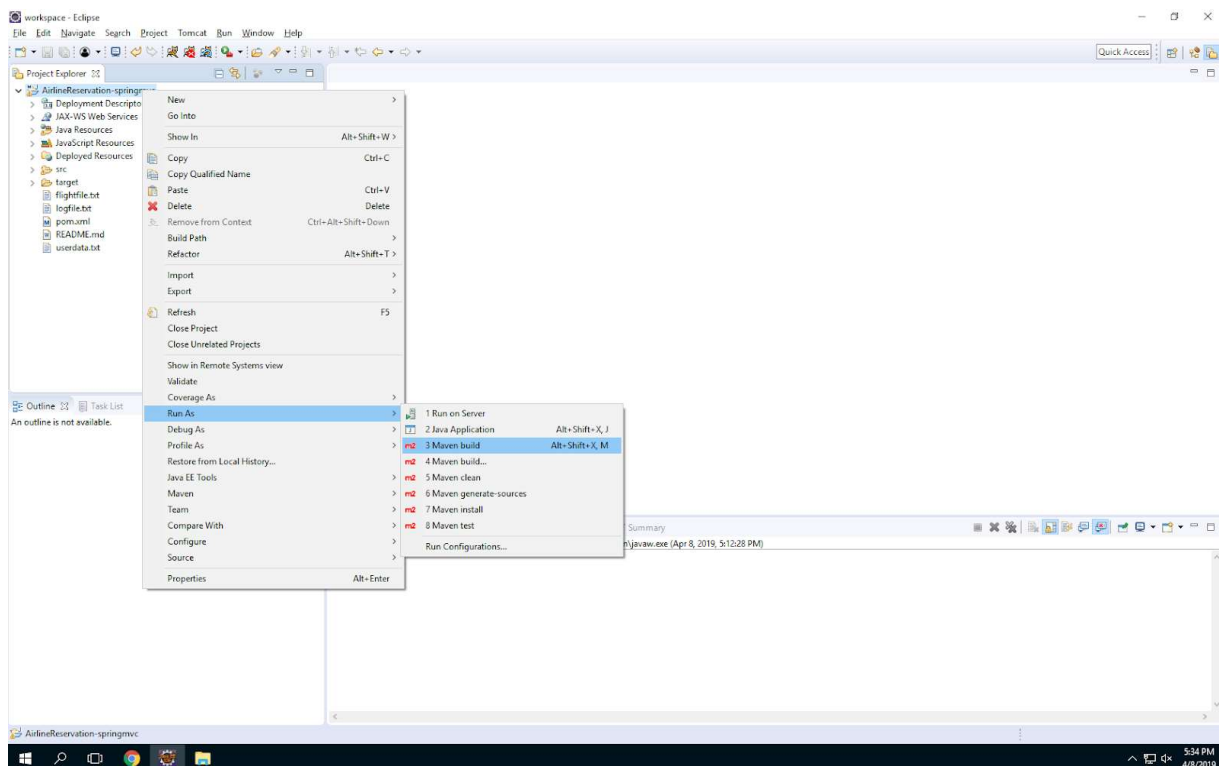 workspace - Eclipse
File Edit Navigate Search Project Tomcat Run Window Help
Quick Access
Project Explorer
AirlineReservation-springmvc
Deployment Descripto
JAX-WS Web Services
Java Resources
JavaScript Resources
Deployed Resources
src
target
flightfile.txt
logfile.txt
pom.xml
README.md
userdata.txt
New
Go Into
Show In Alt+Shift+W
Copy Ctrl+C
Copy Qualified Name
Paste Ctrl+V
Delete Delete
Remove from Context Ctrl+Alt+Shift+Down
Build Path
Refactor Alt+Shift+T
Import
Export
Refresh F5
Close Project
Close Unrelated Projects
Show in Remote Systems view
Validate
Coverage As
Run As
Debug As
Profile As
Restore from Local History...
Java EE Tools
Maven
Team
Compare With
Configure
Source
Properties Alt+Enter
1 Run on Server
2 Java Application Alt+Shift+X, J
m2 3 Maven build Alt+Shift+X, M
m2 4 Maven build...
m2 5 Maven clean
m2 6 Maven generate-sources
m2 7 Maven install
m2 8 Maven test
Run Configurations...
Outline Task List
An outline is not available.
Summary
n\javaw.exe (Apr 8, 2019, 5:12:28 PM)
AirlineReservation-springmvc
5:34 PM
4/8/2019